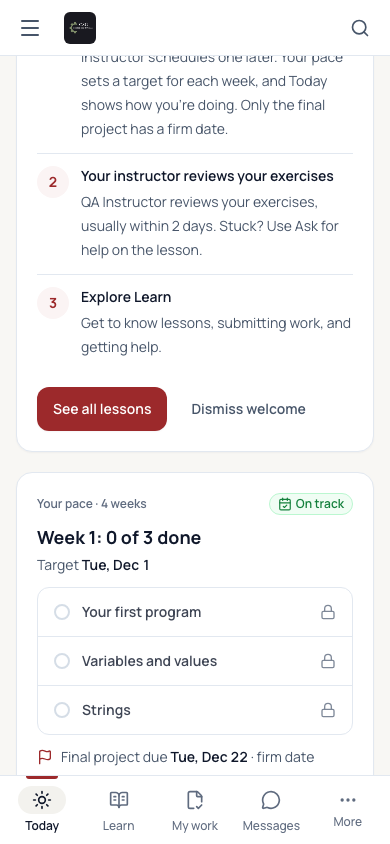 instructor schedules one later. Your pace
sets a target for each week, and Today
shows how you're doing. Only the final
project has a firm date.
2
Your instructor reviews your exercises
QA Instructor reviews your exercises,
usually within 2 days. Stuck? Use Ask for
help on the lesson.
3
Explore Learn
Get to know lessons, submitting work, and
getting help.
See all lessons
Dismiss welcome
Your pace · 4 weeks
On track
Week 1: 0 of 3 done
Target Tue, Dec 1
Your first program
Variables and values
Strings
Final project due Tue, Dec 22 · firm date
Today
Learn
My work
Messages
More